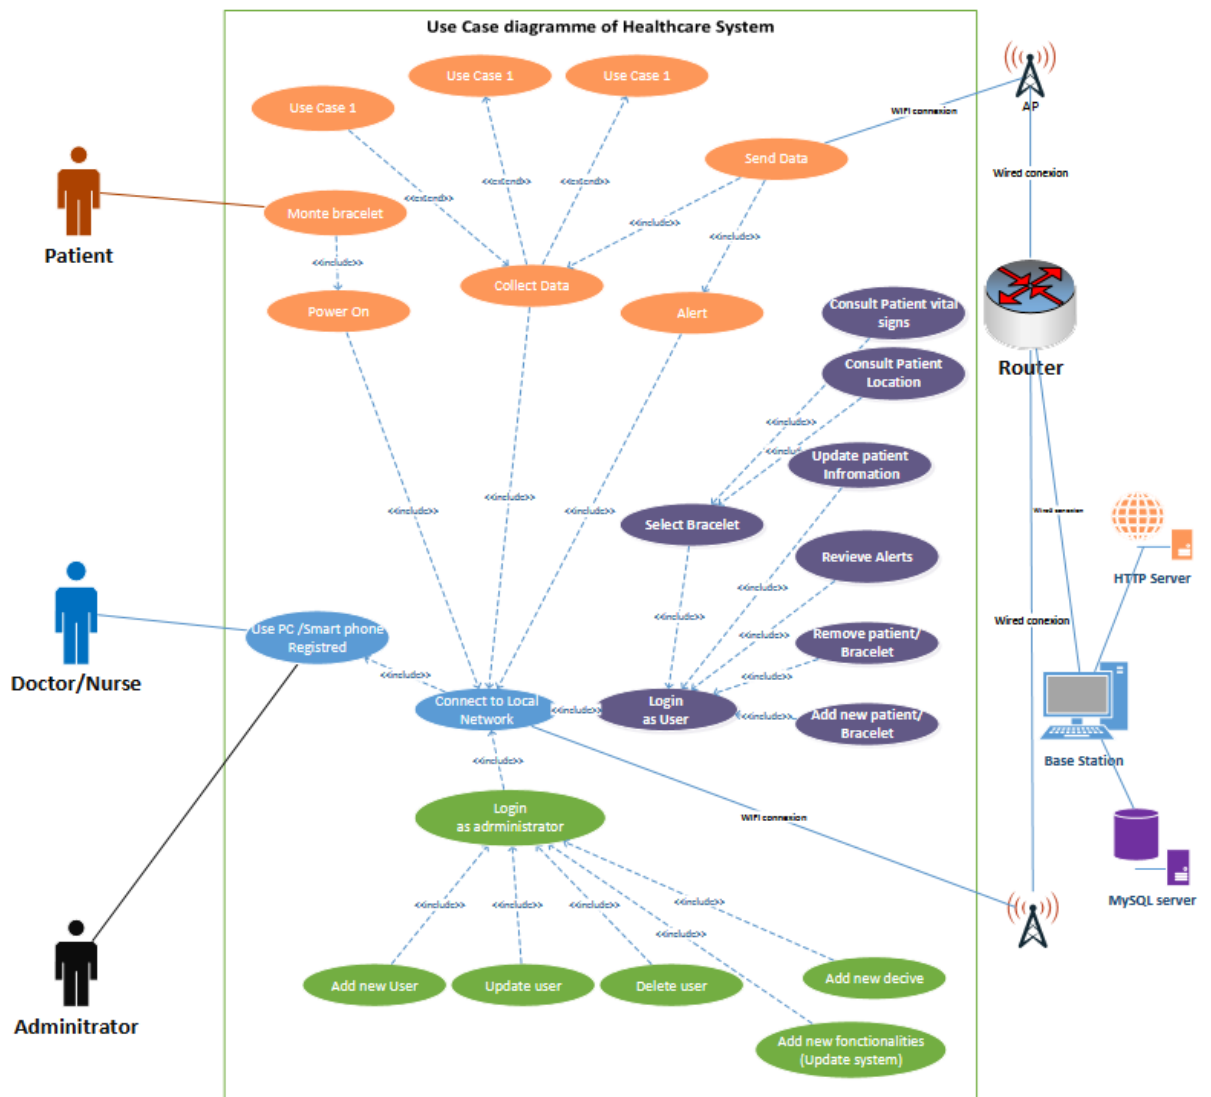 Use Case diagramme of Healthcare System
Use Case 1
Use Case 1
Use Case 1
AP
WIFI connexion
Send Data
Wired conexion
<<extend>>
<<extend>>
<<extend>>
Monte bracelet
Patient
<<include>>
<<include>>
<<include>>
Collect Data
Power On
Alert
Consult Patient vital
signs
Router
Consult Patient
Location
<<include>>
<<include>>
Update patient
Infromation
<<include>>
<<include>>
<<include>>
Wired conexion
Select Bracelet
Revieve Alerts
HTTP Server
<<include>>
<<include>>
<<include>>
Wired conexion
Use PC /Smart phone
Registred
Remove patient/
Bracelet
Doctor/Nurse
<<include>>
<<include>>
Connect to Local
Network
<<include>>
Login
as User
<<include>>
Add new patient/
Bracelet
Base Station
<<include>>
Login
as adrministrator
WIFI connexion
MySQL server
<<include>>
<<include>>
<<include>>
<<include>>
<<include>>
Add new User
Update user
Delete user
Add new decive
Adminitrator
Add new fonctionalities
(Update system)